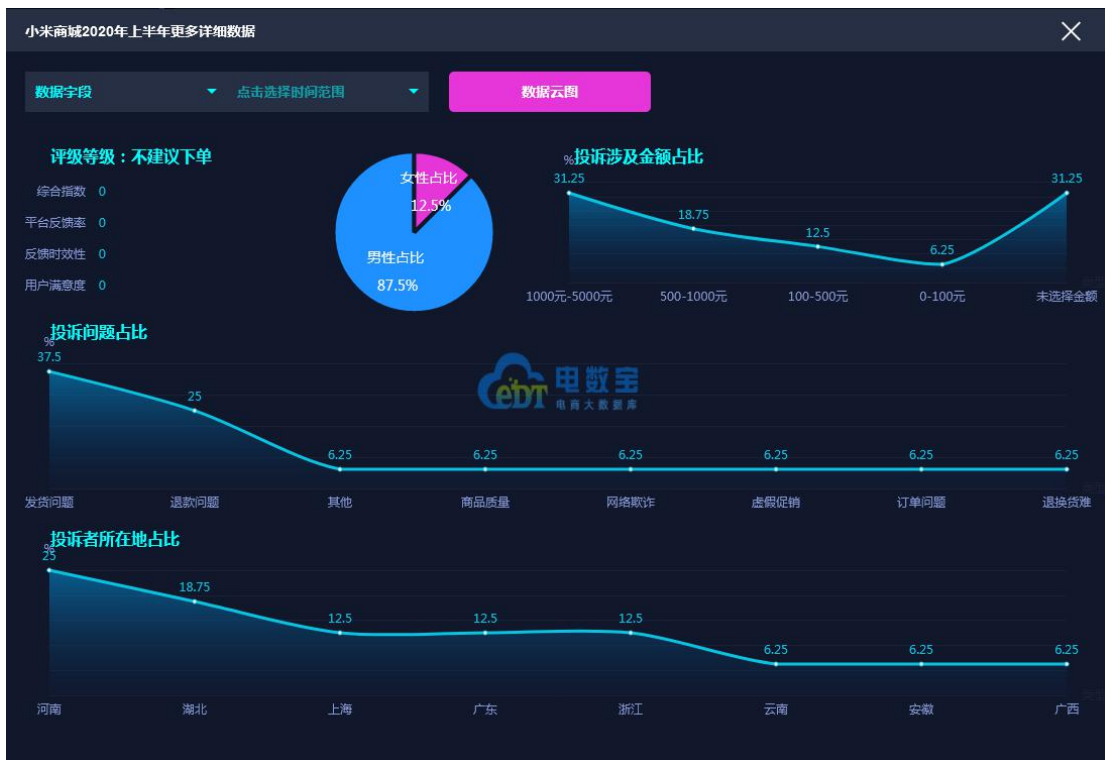 小米商城2020年上半年更多详细数据
数据字段
点击选择时间范围
数据云图
评级等级：不建议下单
综合指数 0
平台反馈率 0
反馈时效性 0
用户满意度 0
女性占比
12.5%
男性占比
87.5%
%
投诉涉及金额占比
31.25
18.75
12.5
6.25
31.25
1000元-5000元
500-1000元
100-500元
0-100元
未选择金额
投诉问题占比
%
37.5
25
6.25
6.25
6.25
6.25
6.25
6.25
发货问题
退款问题
其他
商品质量
网络欺诈
虚假促销
订单问题
退换货难
eDT 电数宝
电商大数据库
投诉者所在地占比
%
25
18.75
12.5
12.5
12.5
6.25
6.25
6.25
河南
湖北
上海
广东
浙江
云南
安徽
广西